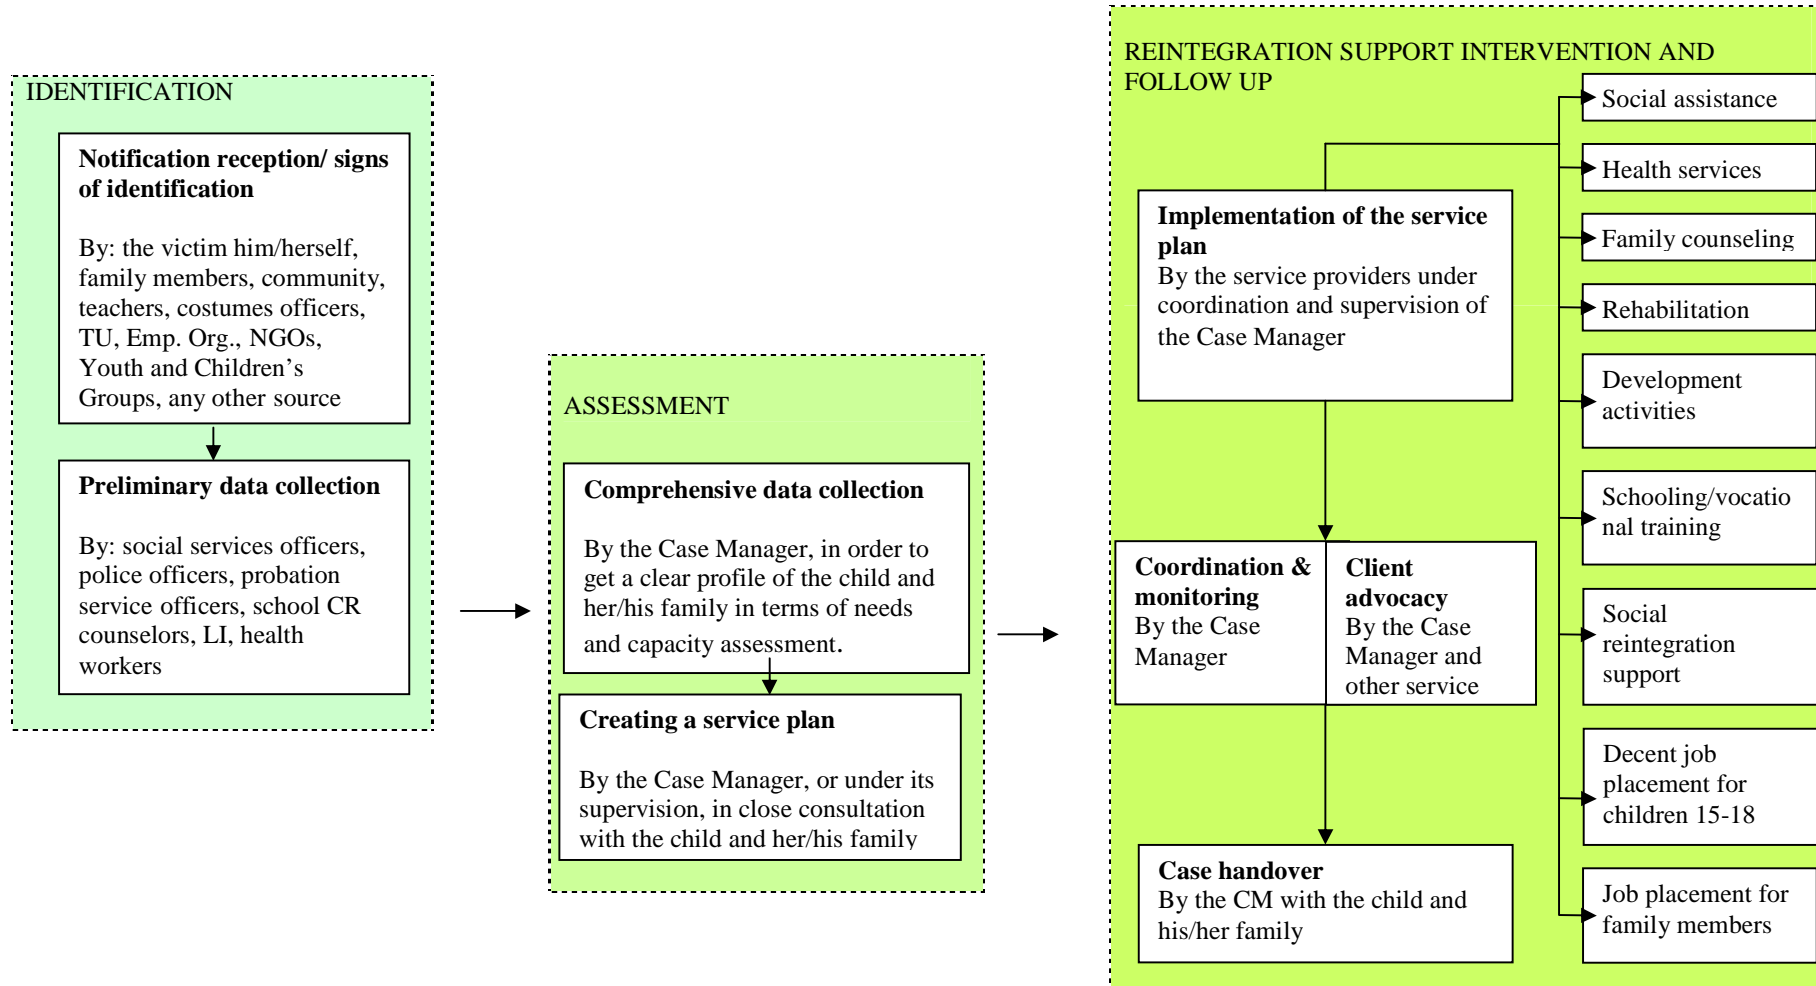 IDENTIFICATION
Notification reception/ signs
of identification
By: the victim him/herself,
family members, community,
teachers, costumes officers,
TU, Emp. Org., NGOs,
Youth and Children’s
Groups, any other source
Preliminary data collection
By: social services officers,
police officers, probation
service officers, school CR
counselors, LI, health
workers
ASSESSMENT
Comprehensive data collection
By the Case Manager, in order to
get a clear profile of the child and
her/his family in terms of needs
and capacity assessment.
Creating a service plan
By the Case Manager, or under its
supervision, in close consultation
with the child and her/his family
REINTEGRATION SUPPORT INTERVENTION AND
FOLLOW UP
Implementation of the service
plan
By the service providers under
coordination and supervision of
the Case Manager
Coordination &
monitoring
By the Case
Manager
Client
advocacy
By the Case
Manager and
other service
Case handover
By the CM with the child and
his/her family
Social assistance
Health services
Family counseling
Rehabilitation
Development
activities
Schooling/vocatio
nal training
Social
reintegration
support
Decent job
placement for
children 15-18
Job placement for
family members